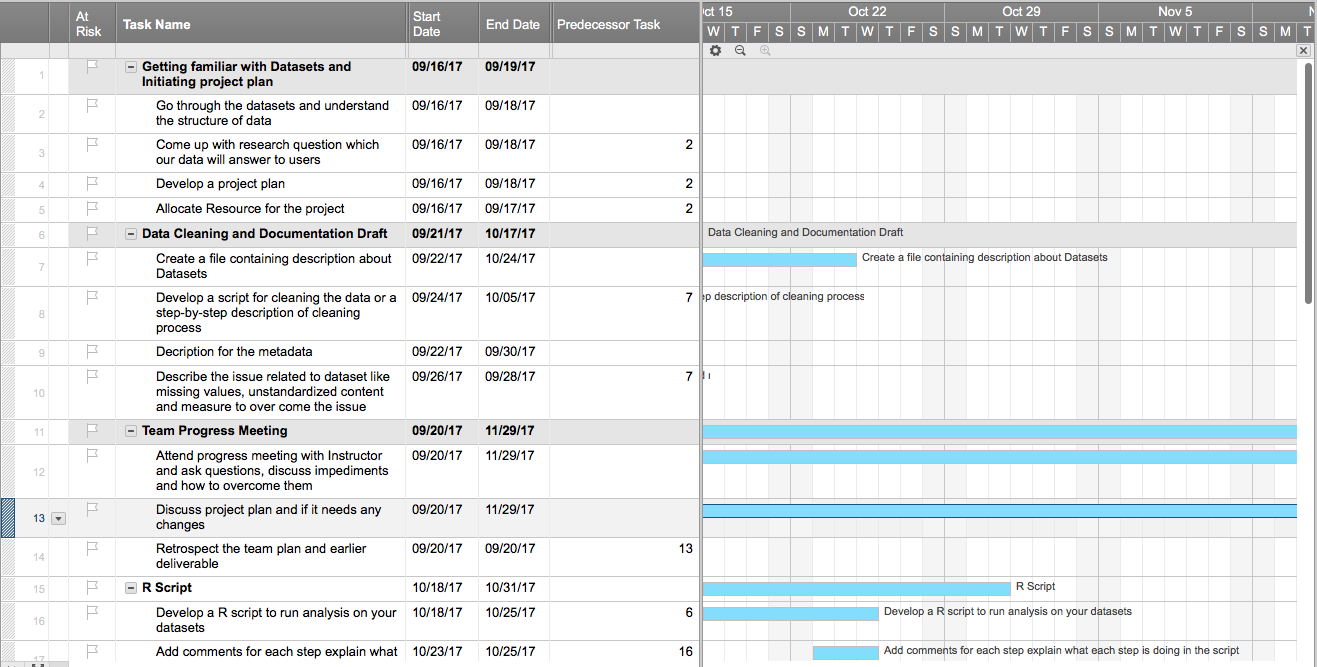 At Risk Task Name Start Date End Date Predecessor Task
Oct 15 Oct 22 Oct 29 Nov 5
W T F S S M T W T F S S M T W T F S S M T W T F S S M T
1 Getting familiar with Datasets and 09/16/17 09/19/17
Initiating project plan
2 Go through the datasets and understand 09/16/17 09/18/17
the structure of data
3 Come up with research question which 09/16/17 09/18/17 2
our data will answer to users
4 Develop a project plan 09/16/17 09/18/17 2
5 Allocate Resource for the project 09/16/17 09/17/17 2
6 Data Cleaning and Documentation Draft 09/21/17 10/17/17 Data Cleaning and Documentation Draft
7 Create a file containing description about 09/22/17 10/24/17 Create a file containing description about Datasets
Datasets
8 Develop a script for cleaning the data or a 09/24/17 10/05/17 7 description of cleaning process
step-by-step description of cleaning
process
9 Decription for the metadata 09/22/17 09/30/17
10 Describe the issue related to dataset like 09/26/17 09/28/17 7
missing values, unstandardized content
and measure to over come the issue
11 Team Progress Meeting 09/20/17 11/29/17
12 Attend progress meeting with Instructor 09/20/17 11/29/17
and ask questions, discuss impediments
and how to overcome them
13 Discuss project plan and if it needs any 09/20/17 11/29/17
changes
14 Retrospect the team plan and earlier 09/20/17 09/20/17 13
deliverable
15 R Script 10/18/17 10/31/17 R Script
16 Develop a R script to run analysis on your 10/18/17 10/25/17 6 Develop a R script to run analysis on your datasets
datasets
17 Add comments for each step explain what 10/23/17 10/25/17 16 Add comments for each step explain what each step is doing in the script